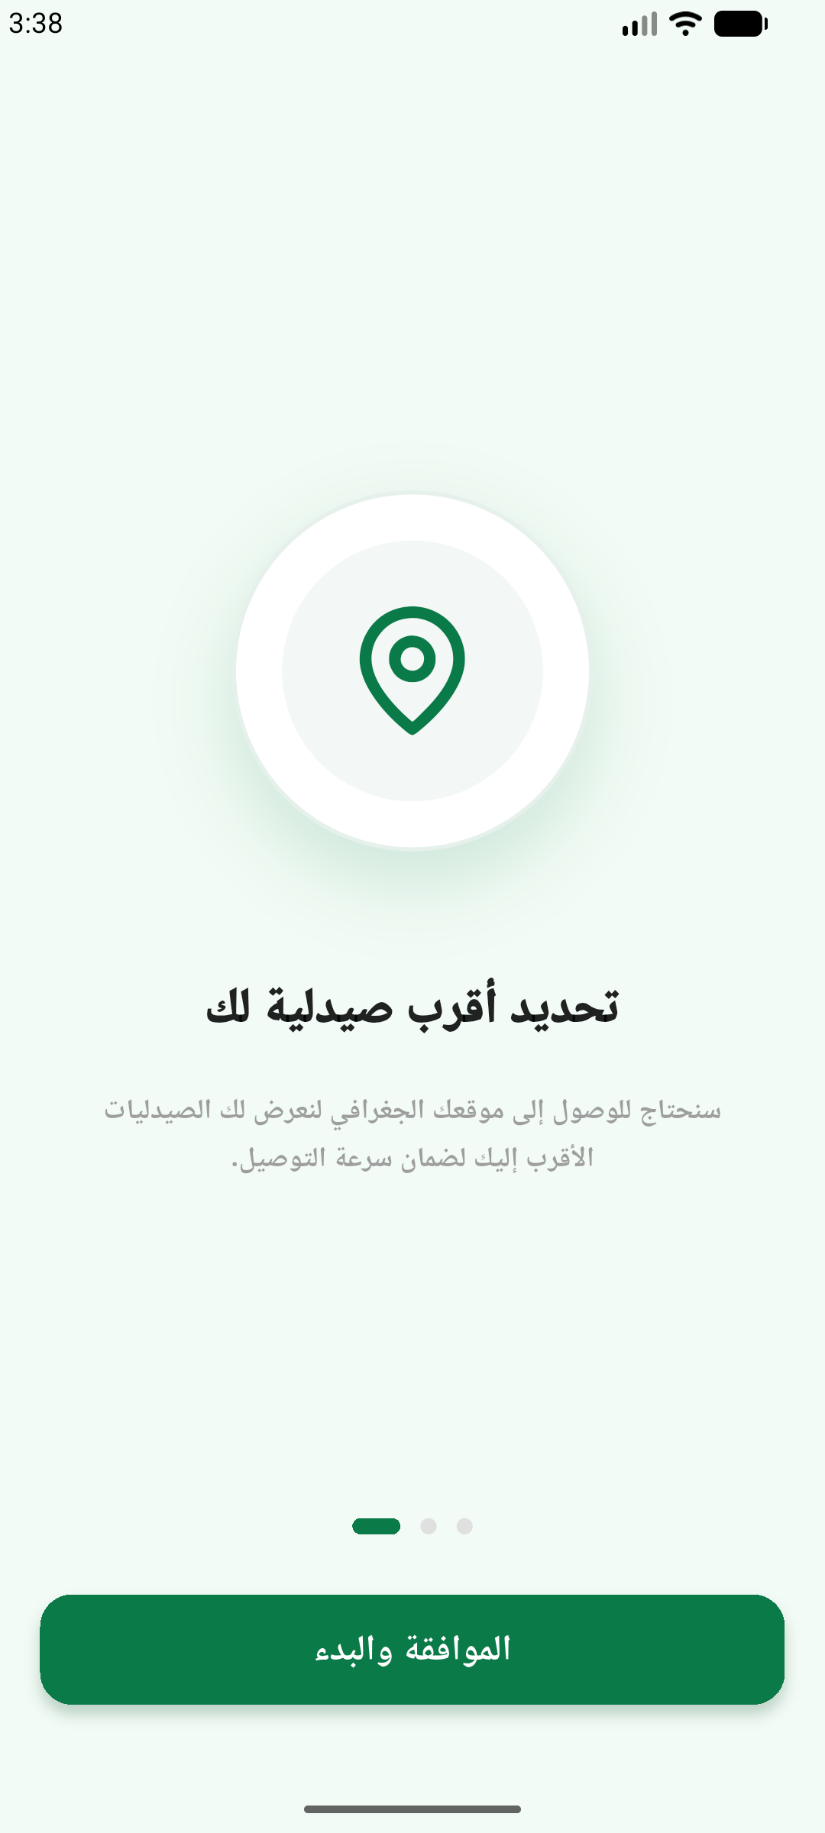 3:38
تحديد أقرب صيدلية لك
سنحتاج للوصول إلى موقعك الجغرافي لنعرض لك الصيدليات
الأقرب إليك لضمان سرعة التوصيل.
الموافقة والبدء